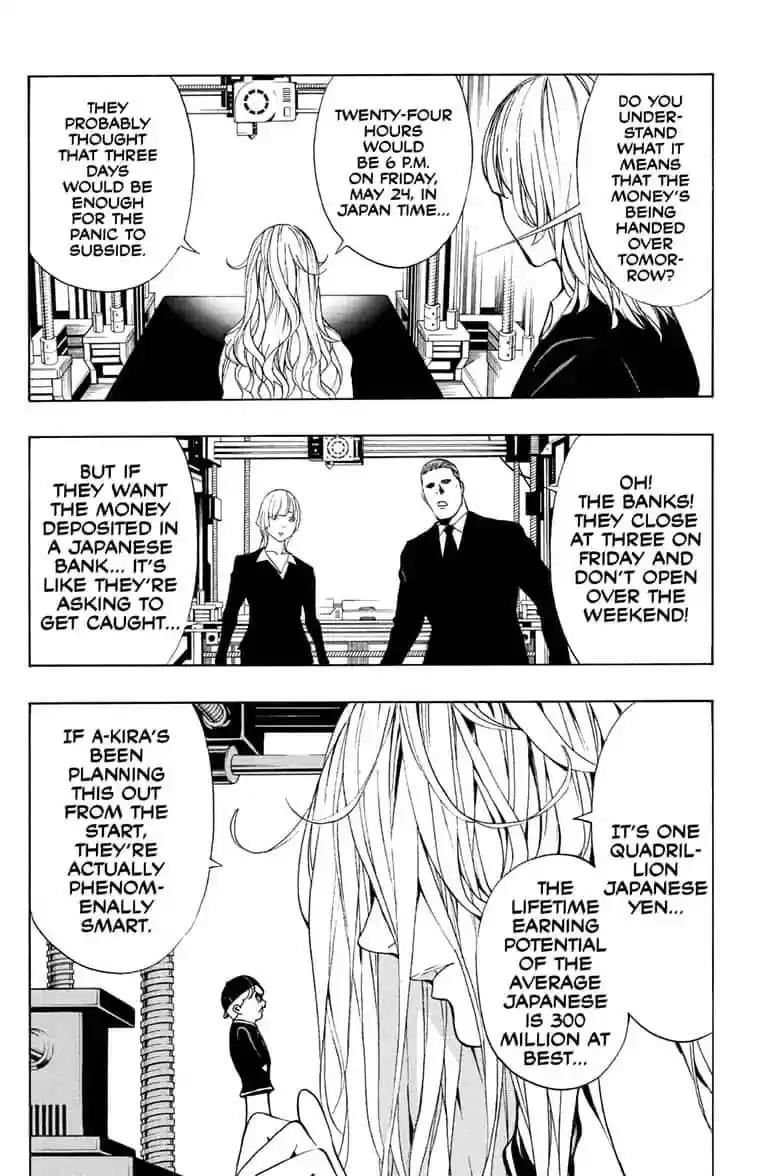 DO YOU
UNDER-
STAND
WHAT IT
MEANS
THAT THE
MONEY'S
BEING
HANDED
OVER
TOMOR-
ROW?
TWENTY-FOUR
HOURS
WOULD
BE 6 P.M.
ON FRIDAY,
MAY 24, IN
JAPAN TIME...
THEY
PROBABLY
THOUGHT
THAT THREE
DAYS
WOULD BE
ENOUGH
FOR THE
PANIC TO
SUBSIDE.
OH!
THE BANKS!
THEY CLOSE
AT THREE ON
FRIDAY AND
DON'T OPEN
OVER THE
WEEKEND!
BUT IF
THEY WANT
THE MONEY
DEPOSITED IN
A JAPANESE
BANK... IT'S
LIKE THEY'RE
ASKING TO
GET CAUGHT...
IT'S ONE
QUADRIL-
LION
JAPANESE
YEN...
THE
LIFETIME
EARNING
POTENTIAL
OF THE
AVERAGE
JAPANESE
IS 300
MILLION AT
BEST...
IF A-KIRA'S
BEEN
PLANNING
THIS OUT
FROM THE
START,
THEY'RE
ACTUALLY
PHENOM-
ENALLY
SMART.